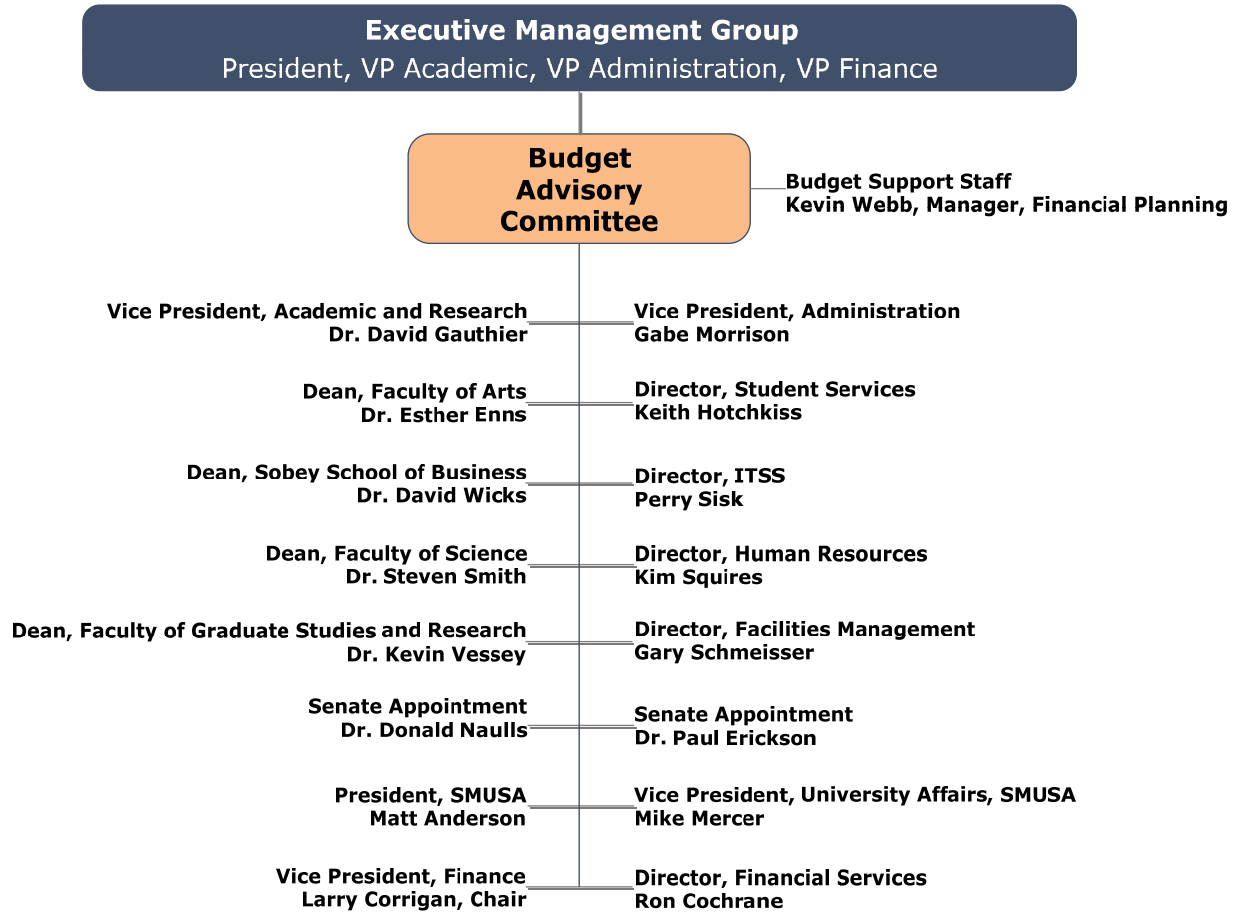 Executive Management Group
President, VP Academic, VP Administration, VP Finance
Budget
Advisory
Committee
Budget Support Staff
Kevin Webb, Manager, Financial Planning
Vice President, Academic and Research
Dr. David Gauthier
Vice President, Administration
Gabe Morrison
Dean, Faculty of Arts
Dr. Esther Enns
Director, Student Services
Keith Hotchkiss
Dean, Sobey School of Business
Dr. David Wicks
Director, ITSS
Perry Sisk
Dean, Faculty of Science
Dr. Steven Smith
Director, Human Resources
Kim Squires
Dean, Faculty of Graduate Studies and Research
Dr. Kevin Vessey
Director, Facilities Management
Gary Schmeisser
Senate Appointment
Dr. Donald Naulls
Senate Appointment
Dr. Paul Erickson
President, SMUSA
Matt Anderson
Vice President, University Affairs, SMUSA
Mike Mercer
Vice President, Finance
Larry Corrigan, Chair
Director, Financial Services
Ron Cochrane